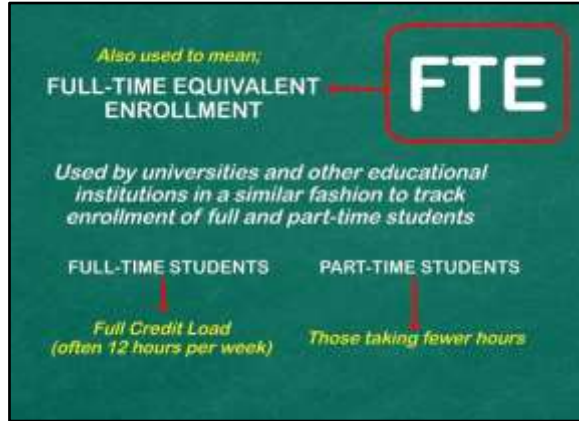 Also used to mean;
FULL-TIME EQUIVALENT
ENROLLMENT
FTE
Used by universities and other educational
institutions in a similar fashion to track
enrollment of full and part-time students
FULL-TIME STUDENTS
PART-TIME STUDENTS
Full Credit Load
(often 12 hours per week)
Those taking fewer hours